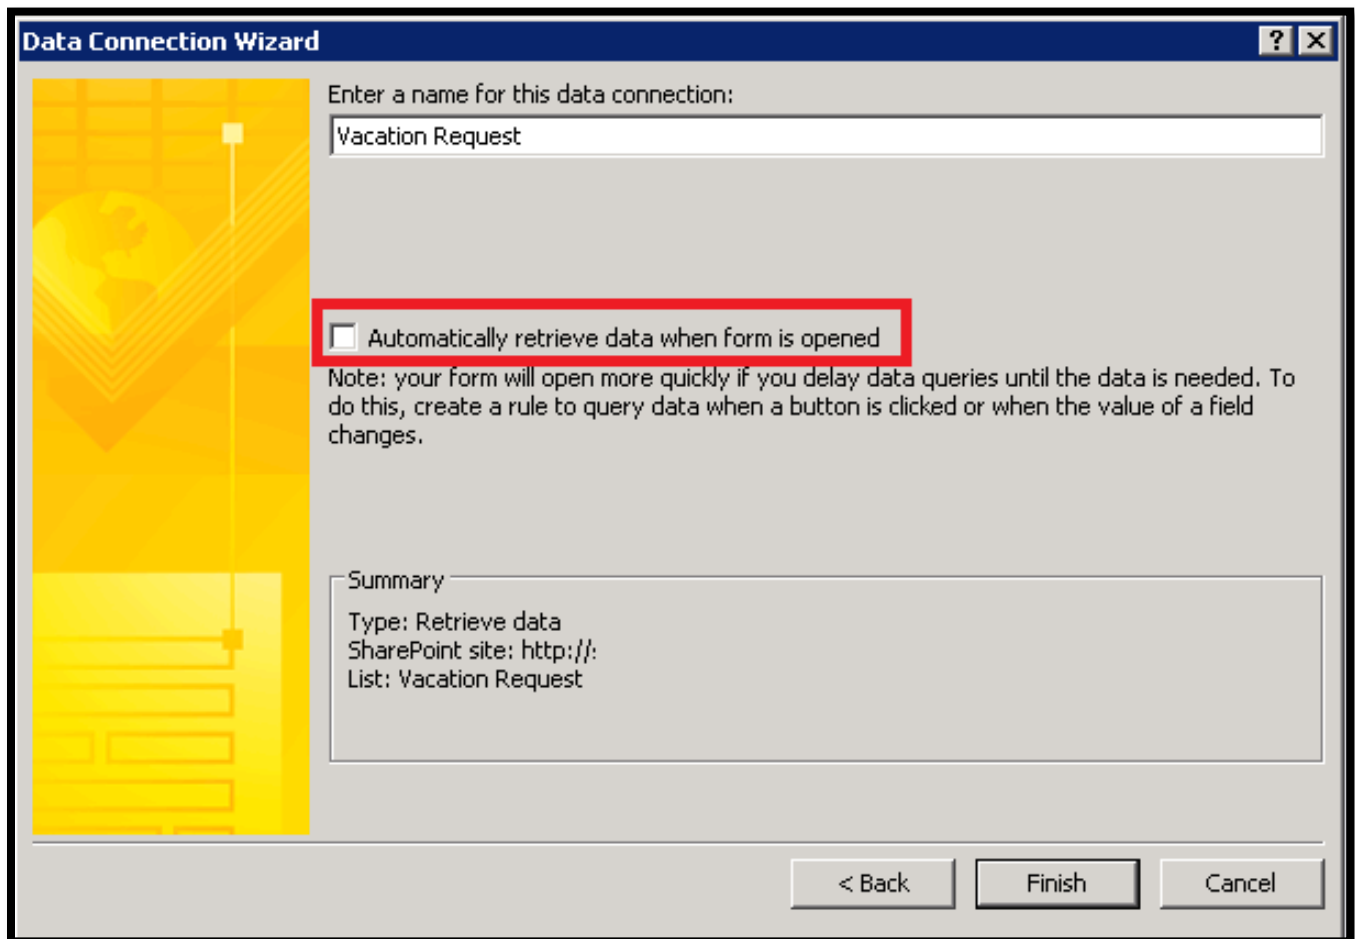 Data Connection Wizard
Enter a name for this data connection:
Vacation Request
Automatically retrieve data when form is opened
Note: your form will open more quickly if you delay data queries until the data is needed. To
do this, create a rule to query data when a button is clicked or when the value of a field
changes.
Summary
Type: Retrieve data
SharePoint site: http://:
List: Vacation Request
< Back
Finish
Cancel